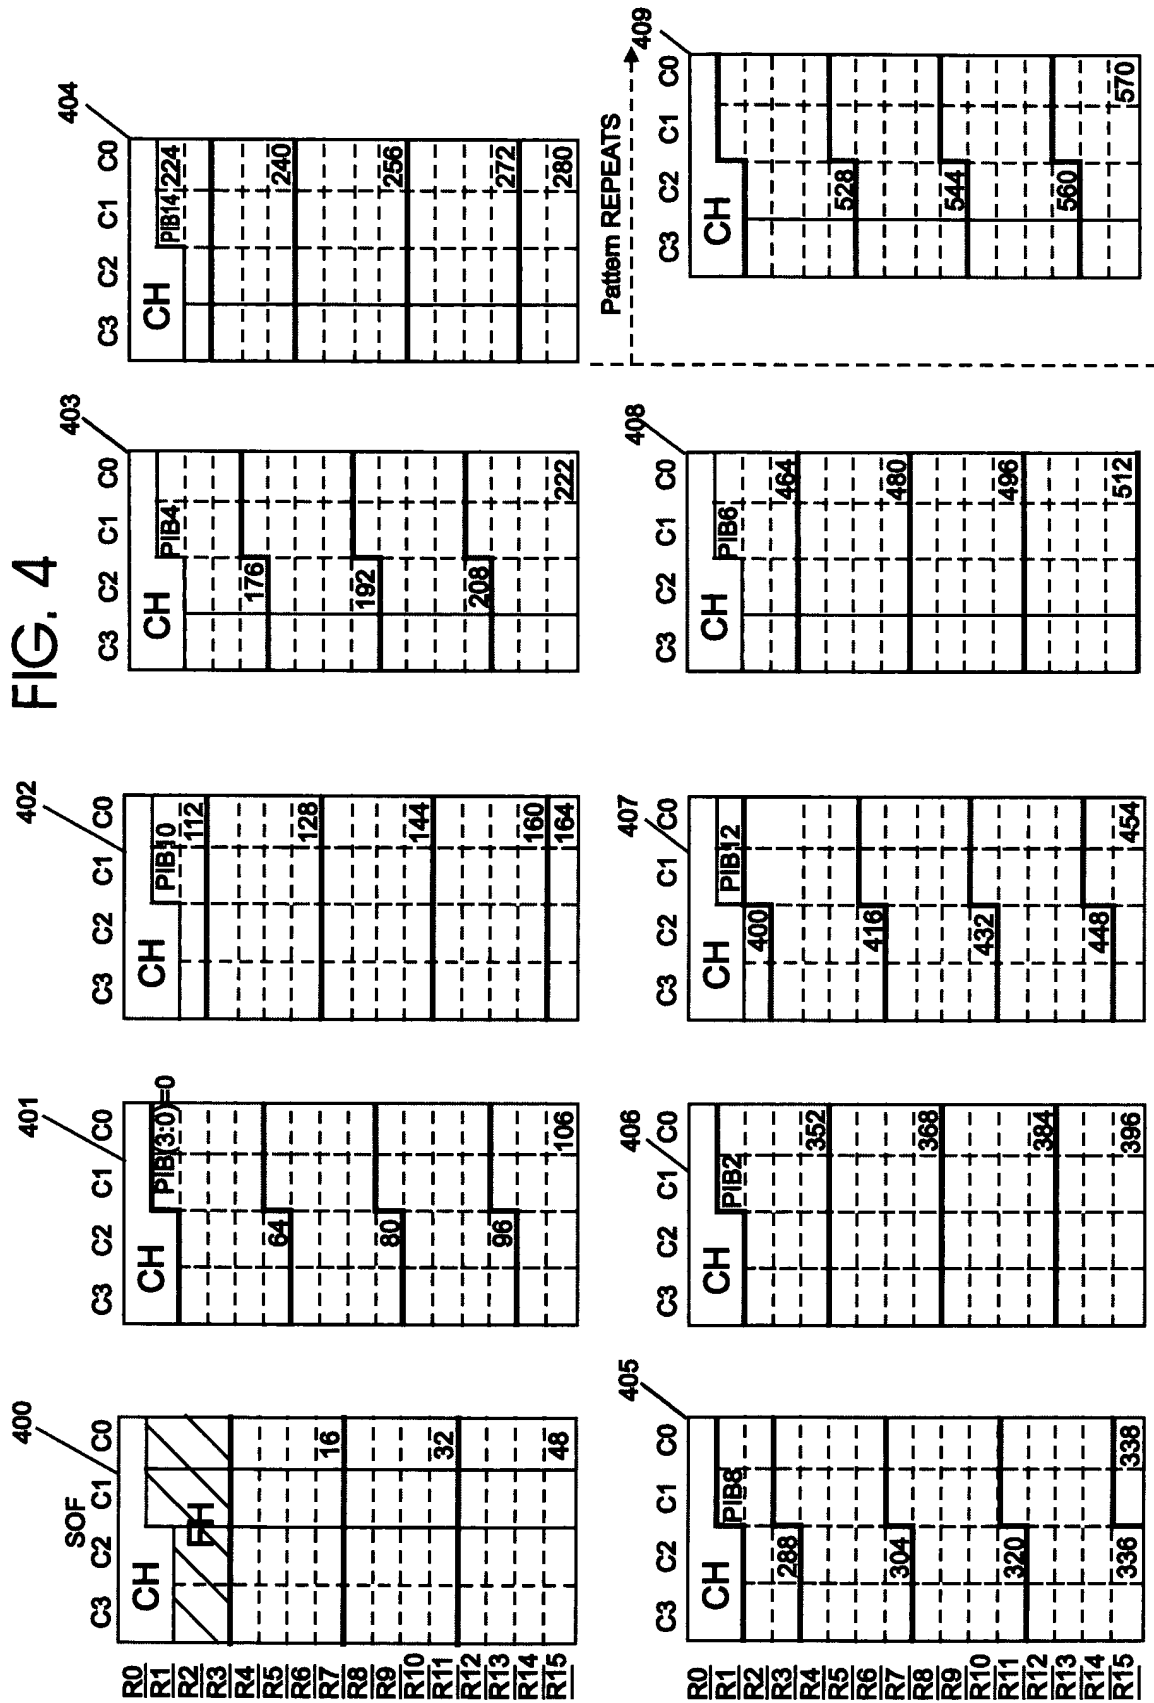 FIG. 4
400
SOF
C3 C2 C1 C0
CH
EH
16
32
48
R0
R1
R2
R3
R4
R5
R6
R7
R8
R9
R10
R11
R12
R13
R14
R15
401
C3 C2 C1 C0
CH
PIB(3:0)=0
64
80
96
106
402
C3 C2 C1 C0
CH
PIB10
112
128
144
160
164
403
C3 C2 C1 C0
CH
PIB4
176
192
208
222
404
C3 C2 C1 C0
CH
PIB14
224
240
256
272
280
405
C3 C2 C1 C0
CH
PIB8
288
304
320
336 338
R0
R1
R2
R3
R4
R5
R6
R7
R8
R9
R10
R11
R12
R13
R14
R15
406
C3 C2 C1 C0
CH
PIB2
352
368
384
396
407
C3 C2 C1 C0
CH
PIB12
400
416
432
448
454
408
C3 C2 C1 C0
CH
PIB6
464
480
496
512
Pattern REPEATS
409
C3 C2 C1 C0
CH
528
544
560
570